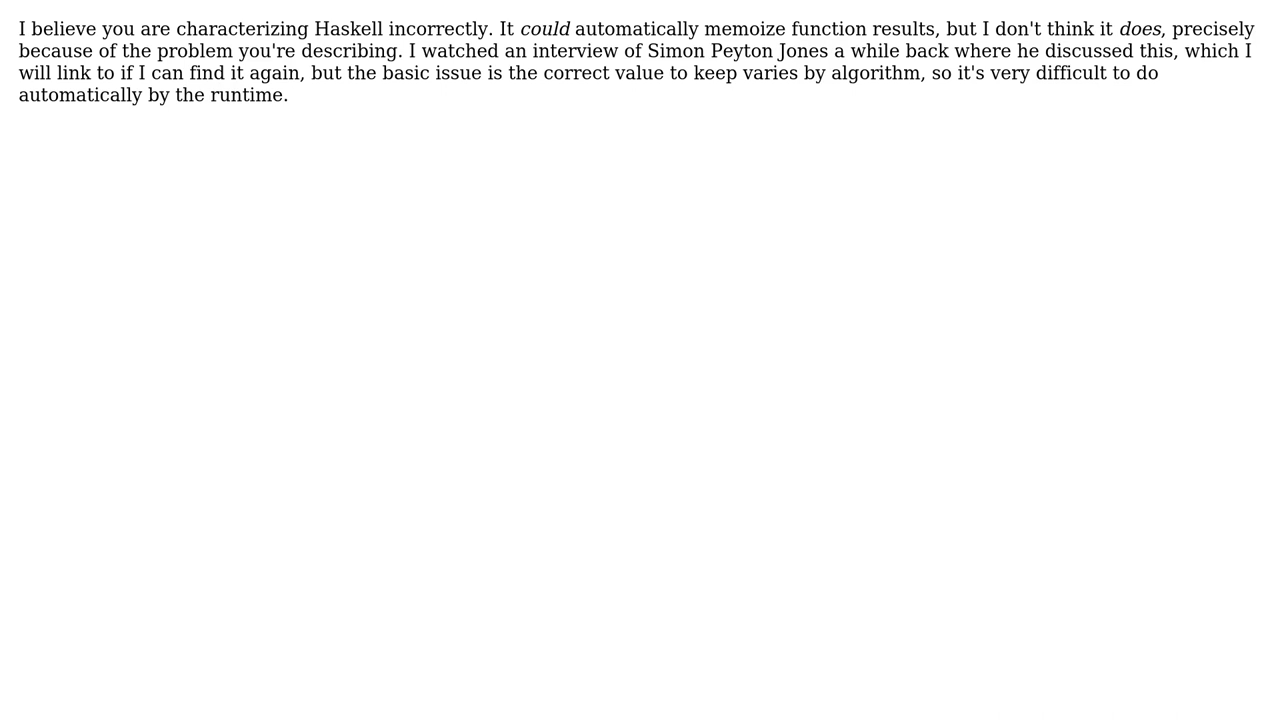 I believe you are characterizing Haskell incorrectly. It could automatically memoize function results, but I don't think it does, precisely
because of the problem you're describing. I watched an interview of Simon Peyton Jones a while back where he discussed this, which I
will link to if I can find it again, but the basic issue is the correct value to keep varies by algorithm, so it's very difficult to do
automatically by the runtime.